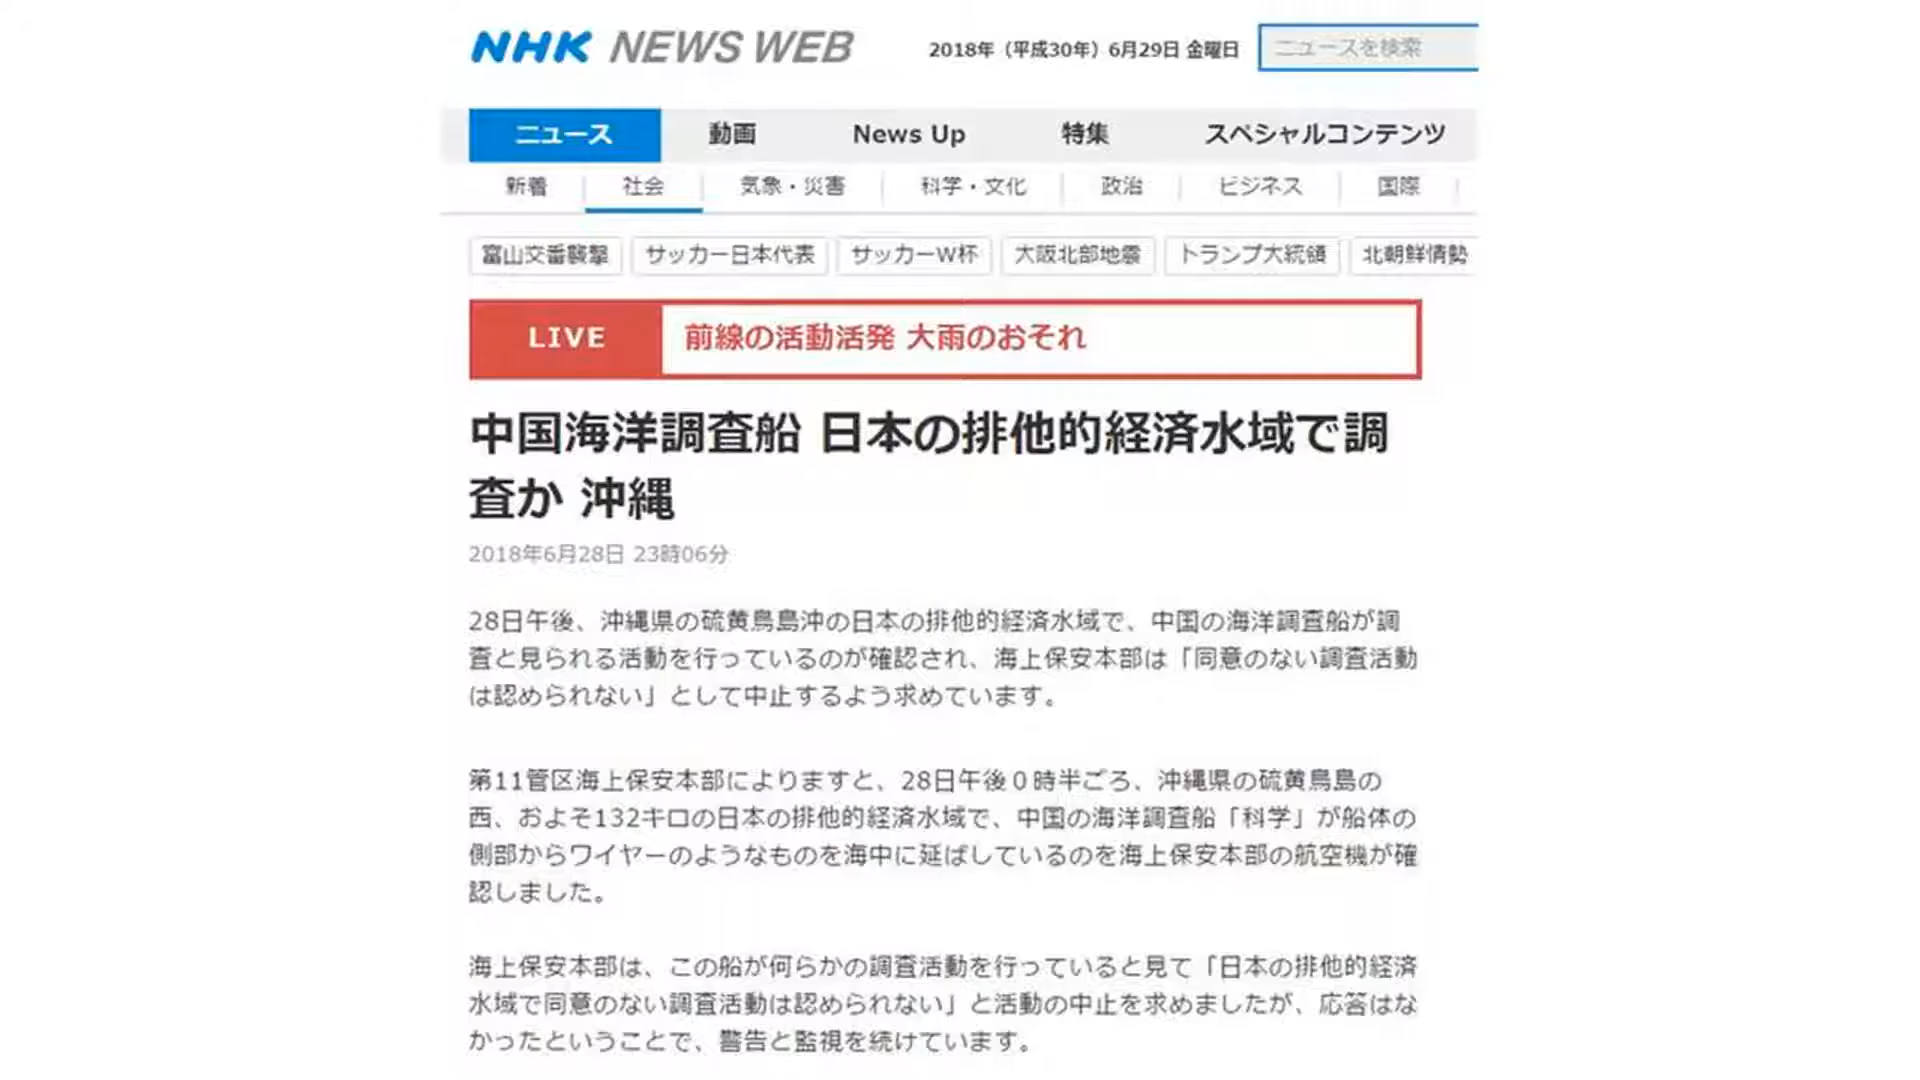 NHK NEWS WEB 2018年（平成30年）6月29日 金曜日 ニュースを検索
ニュース 動画 News Up 特集 スペシャルコンテンツ
新着 社会 気象・災害 科学・文化 政治 ビジネス 国際
富山交番襲撃 サッカー日本代表 サッカーW杯 大阪北部地震 トランプ大統領 北朝鮮情勢
LIVE 前線の活動活発 大雨のおそれ
中国海洋調査船 日本の排他的経済水域で調
査か 沖縄
2018年6月28日 23時06分
28日午後、沖縄県の硫黄鳥島沖の日本の排他的経済水域で、中国の海洋調査船が調
査と見られる活動を行っているのが確認され、海上保安本部は「同意のない調査活動
は認められない」として中止するよう求めています。
第11管区海上保安本部によりますと、28日午後０時半ごろ、沖縄県の硫黄鳥島の
西、およそ132キロの日本の排他的経済水域で、中国の海洋調査船「科学」が船体の
側部からワイヤーのようなものを海中に延ばしているのを海上保安本部の航空機が確
認しました。
海上保安本部は、この船が何らかの調査活動を行っていると見て「日本の排他的経済
水域で同意のない調査活動は認められない」と活動の中止を求めましたが、応答はな
かったということで、警告と監視を続けています。